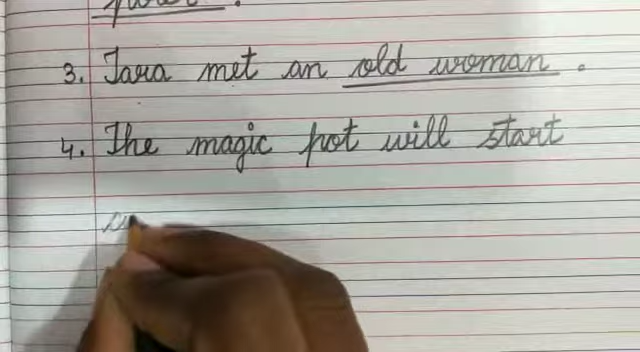 3. Tara met an old woman.
4. The magic pot will start